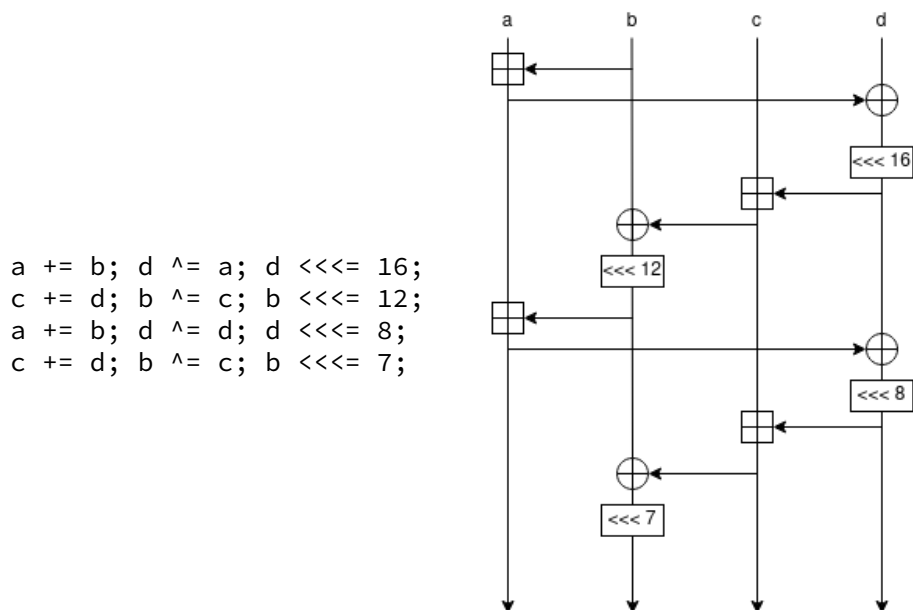 a b c d
<<< 16
<<< 12
a += b; d ^= a; d <<<= 16;
c += d; b ^= c; b <<<= 12;
a += b; d ^= d; d <<<= 8;
c += d; b ^= c; b <<<= 7;
<<< 8
<<< 7